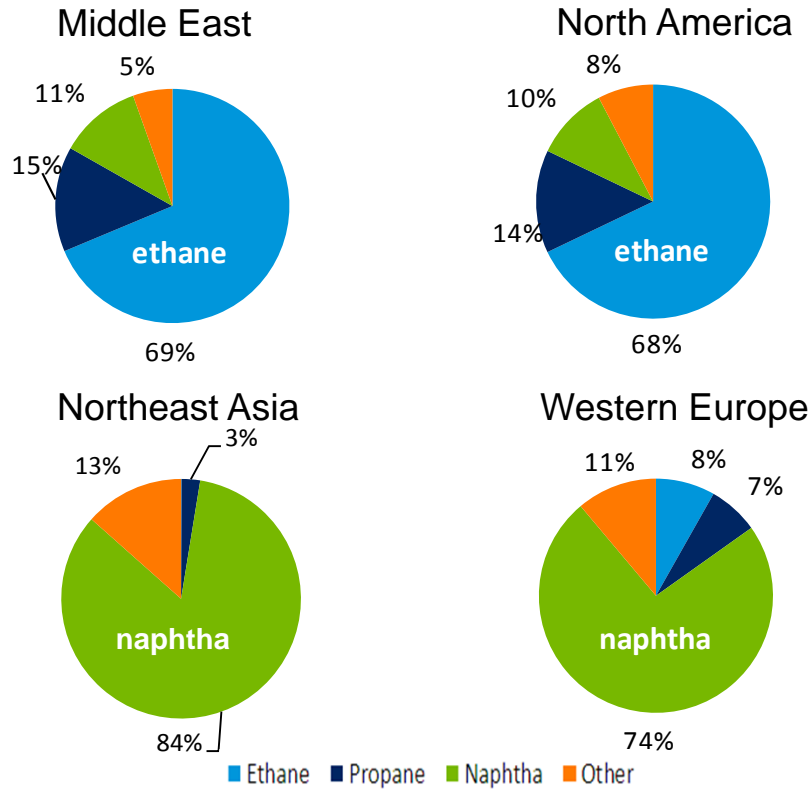 Middle East
5%
11%
15%
ethane
69%
North America
8%
10%
14%
ethane
68%
Northeast Asia
3%
13%
naphtha
84%
Western Europe
11%
8%
7%
naphtha
74%
Ethane Propane Naphtha Other